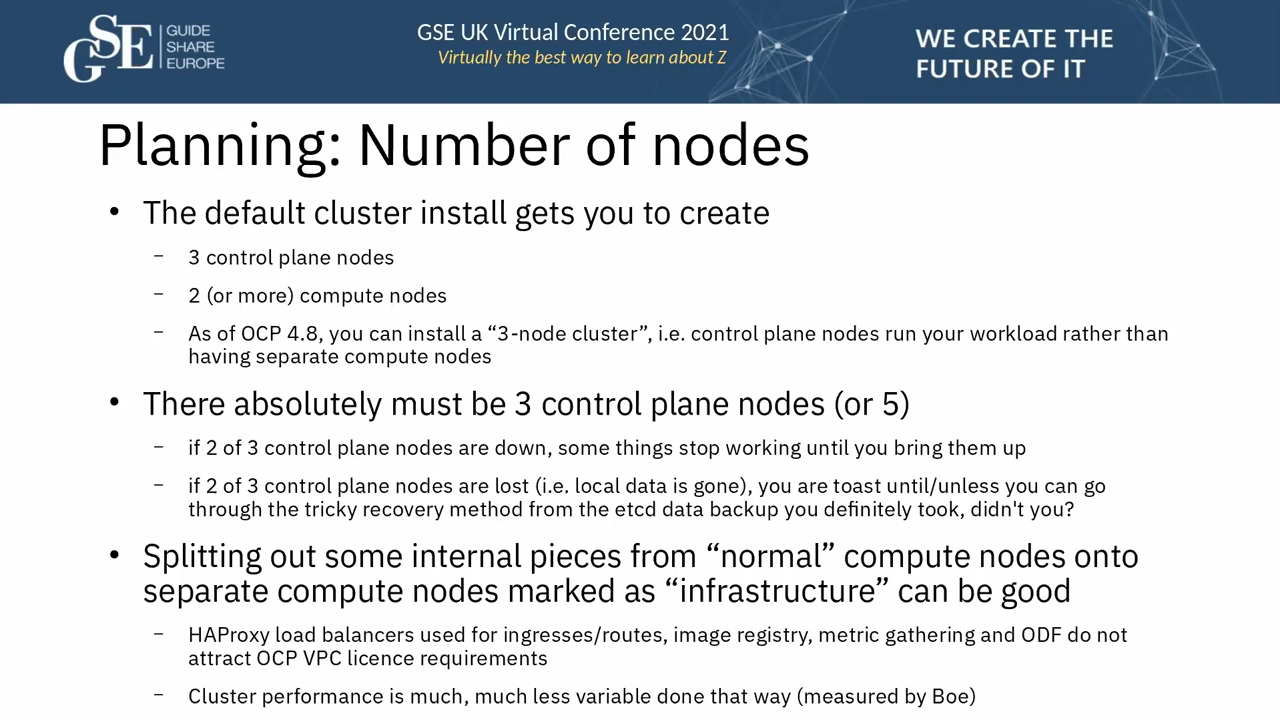 GSE
GUIDE
SHARE
EUROPE
GSE UK Virtual Conference 2021
Virtually the best way to learn about Z
WE CREATE THE
FUTURE OF IT
Planning: Number of nodes
• The default cluster install gets you to create
– 3 control plane nodes
– 2 (or more) compute nodes
– As of OCP 4.8, you can install a “3-node cluster”, i.e. control plane nodes run your workload rather than
having separate compute nodes
• There absolutely must be 3 control plane nodes (or 5)
– if 2 of 3 control plane nodes are down, some things stop working until you bring them up
– if 2 of 3 control plane nodes are lost (i.e. local data is gone), you are toast until/unless you can go
through the tricky recovery method from the etcd data backup you definitely took, didn't you?
• Splitting out some internal pieces from “normal” compute nodes onto
separate compute nodes marked as “infrastructure” can be good
– HAProxy load balancers used for ingresses/routes, image registry, metric gathering and ODF do not
attract OCP VPC licence requirements
– Cluster performance is much, much less variable done that way (measured by Boe)